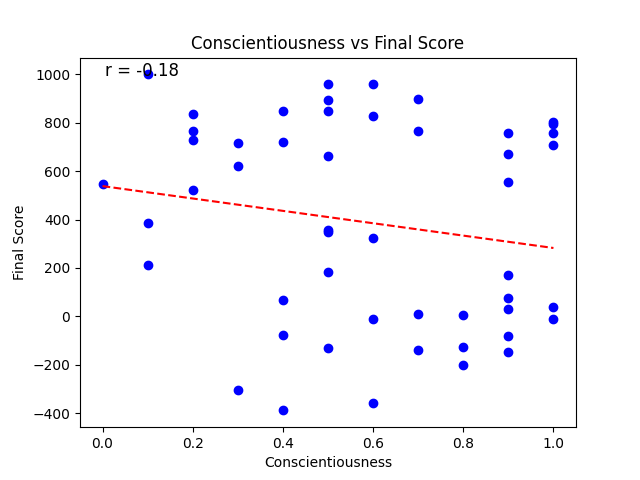 Conscientiousness vs Final Score
r = -0.18
1000
800
600
400
200
0
−200
−400
Final Score
0.0 0.2 0.4 0.6 0.8 1.0
Conscientiousness